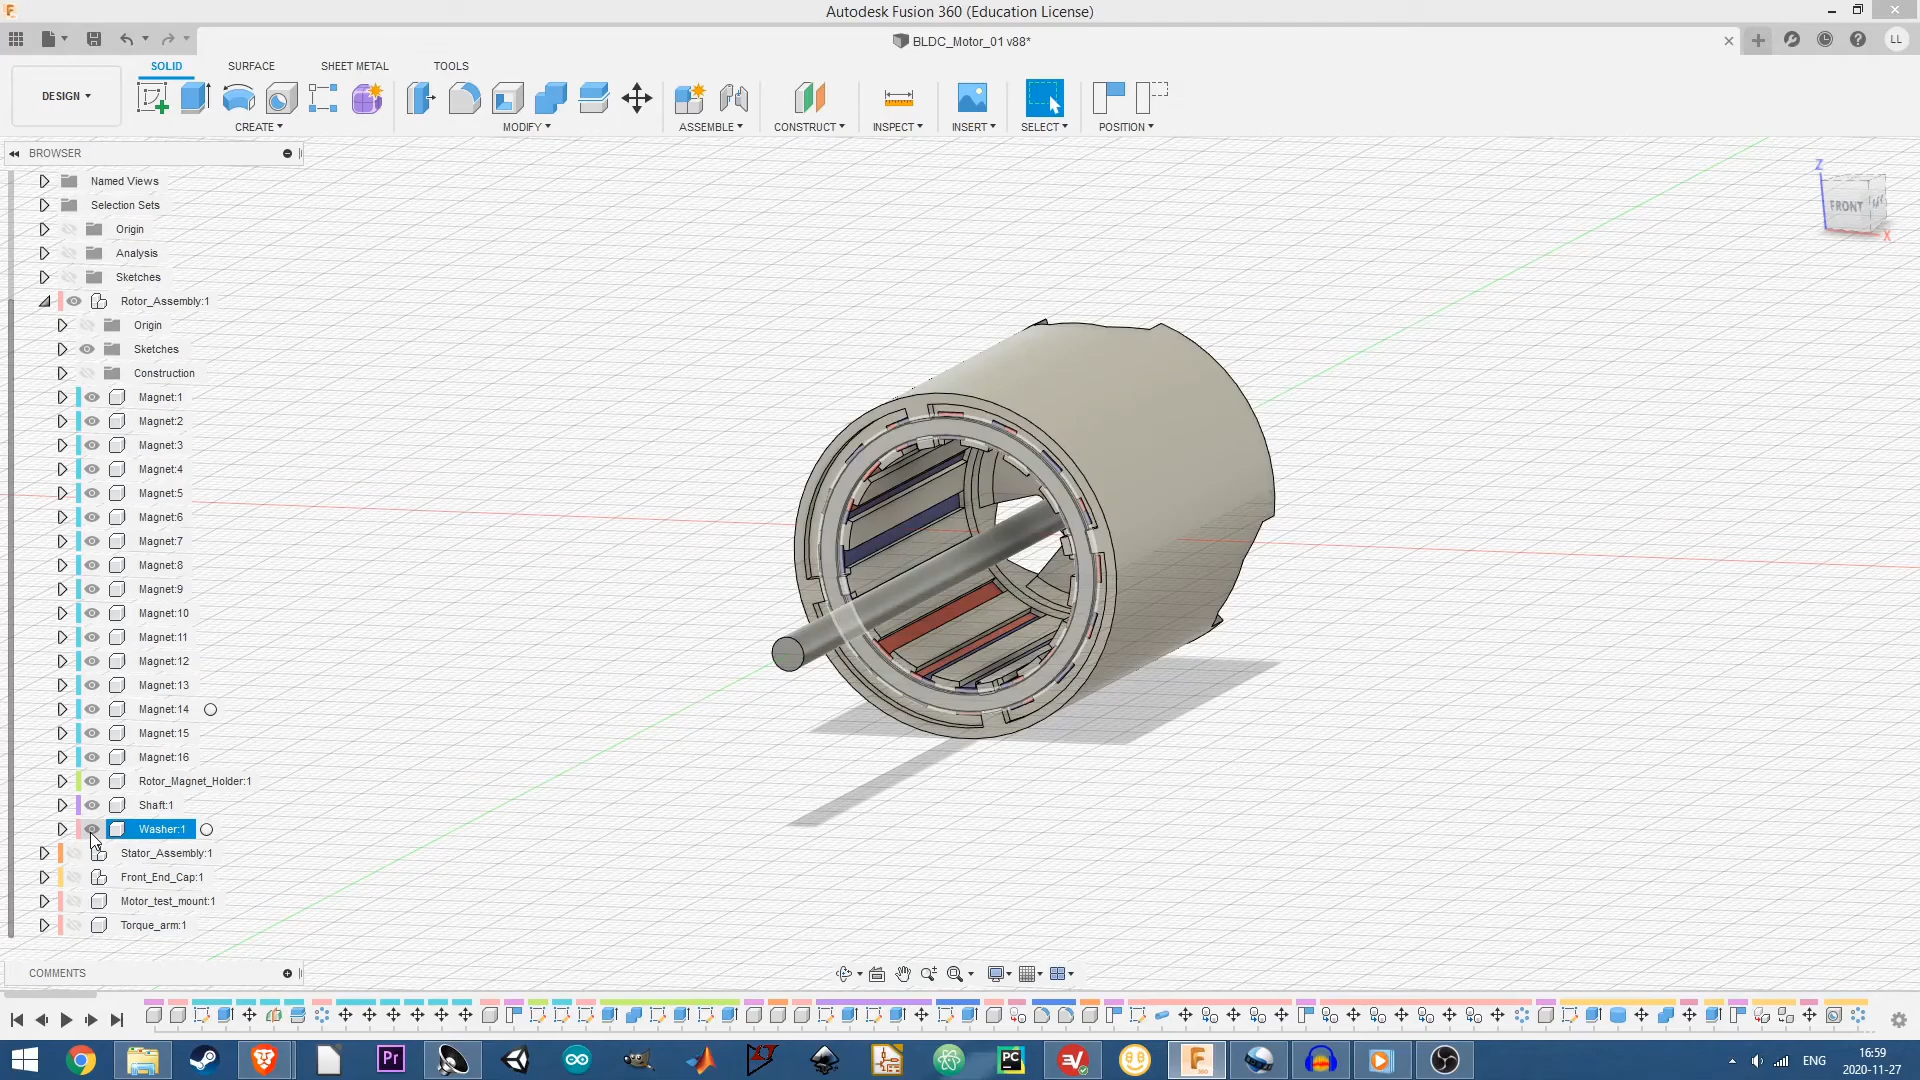 Autodesk Fusion 360 (Education License)
BLDC_Motor_01 v88*
LL
DESIGN
SOLID
SURFACE
SHEET METAL
TOOLS
CREATE
MODIFY
ASSEMBLE
CONSTRUCT
INSPECT
INSERT
SELECT
POSITION
BROWSER
Named Views
Selection Sets
Origin
Analysis
Sketches
Rotor_Assembly:1
Origin
Sketches
Construction
Magnet:1
Magnet:2
Magnet:3
Magnet:4
Magnet:5
Magnet:6
Magnet:7
Magnet:8
Magnet:9
Magnet:10
Magnet:11
Magnet:12
Magnet:13
Magnet:14
Magnet:15
Magnet:16
Rotor_Magnet_Holder:1
Shaft:1
Washer:1
Stator_Assembly:1
Front_End_Cap:1
Motor_test_mount:1
Torque_arm:1
Z
FRONT
X
COMMENTS
Pr
PC
ENG
16:59
2020-11-27